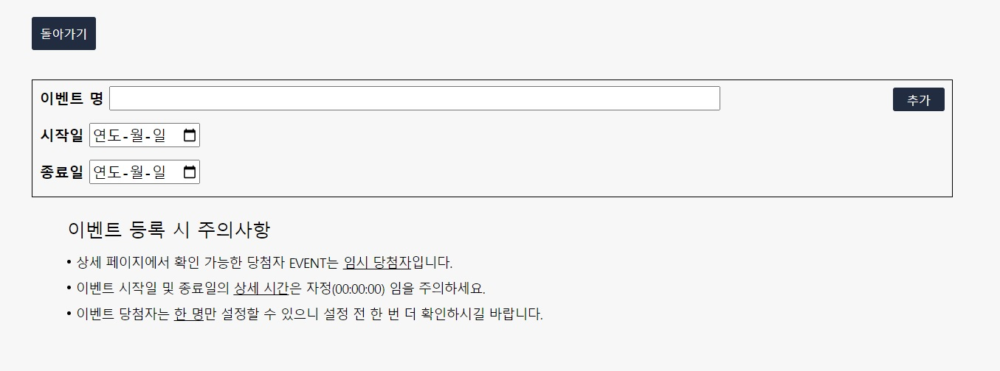 돌아가기
이벤트 명 추가
시작일 연도-월-일
종료일 연도-월-일
이벤트 등록 시 주의사항
• 상세 페이지에서 확인 가능한 당첨자 EVENT는 임시 당첨자입니다.
• 이벤트 시작일 및 종료일의 상세 시간은 자정(00:00:00) 임을 주의하세요.
• 이벤트 당첨자는 한 명만 설정할 수 있으니 설정 전 한 번 더 확인하시길 바랍니다.